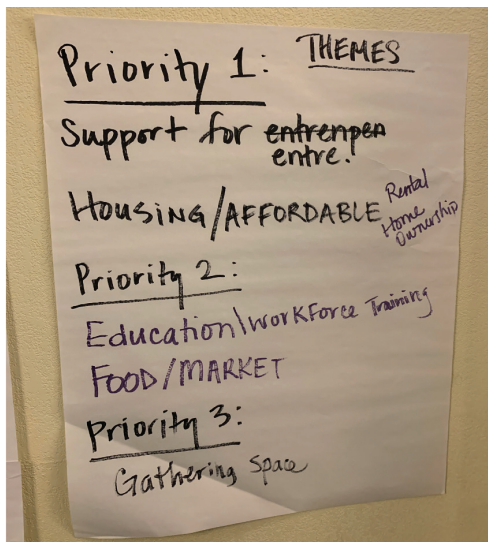 Priority 1: THEMES
Support for entrenpen
entre.
HOUSING/AFFORDABLE Rental
Home
Ownership
Priority 2:
Education\WorkForce Training
FOOD/MARKET
Priority 3:
Gathering Space